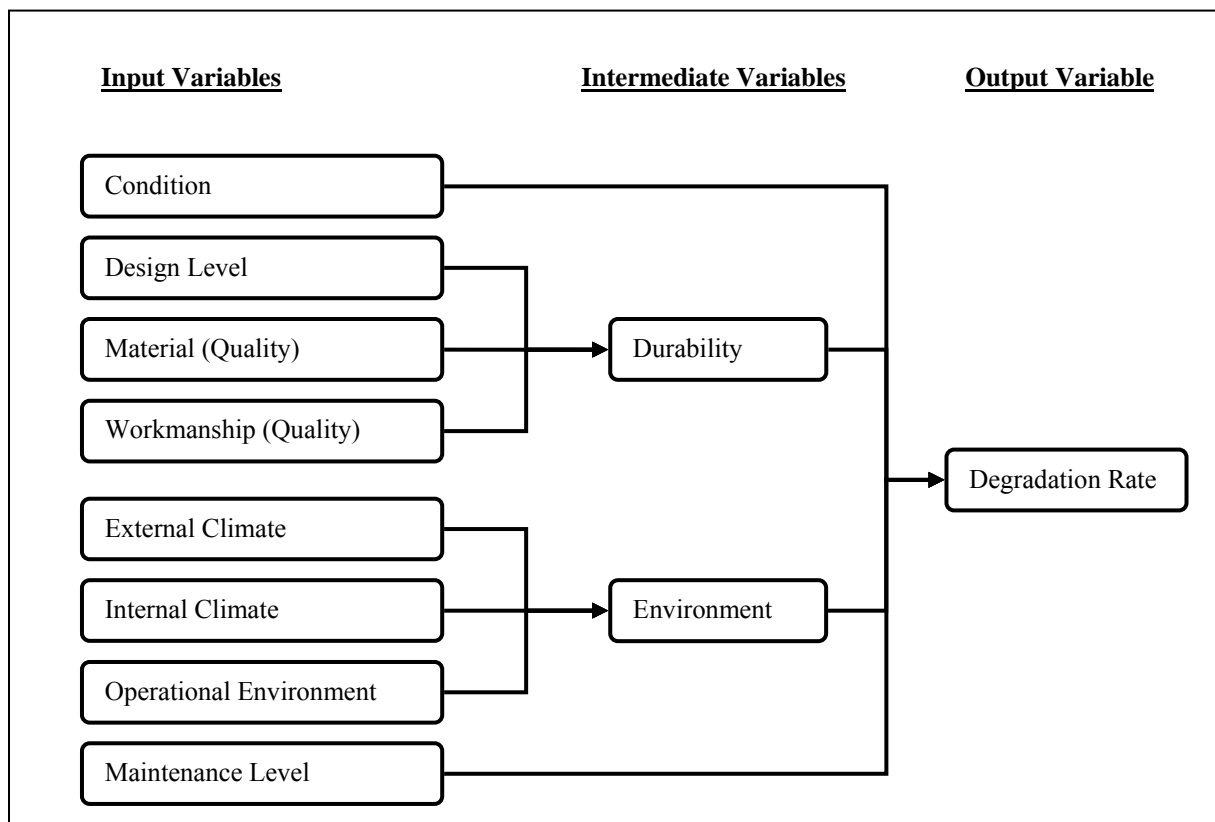 Input Variables
Intermediate Variables
Output Variable
Condition
Design Level
Material (Quality)
Durability
Workmanship (Quality)
Degradation Rate
External Climate
Internal Climate
Environment
Operational Environment
Maintenance Level